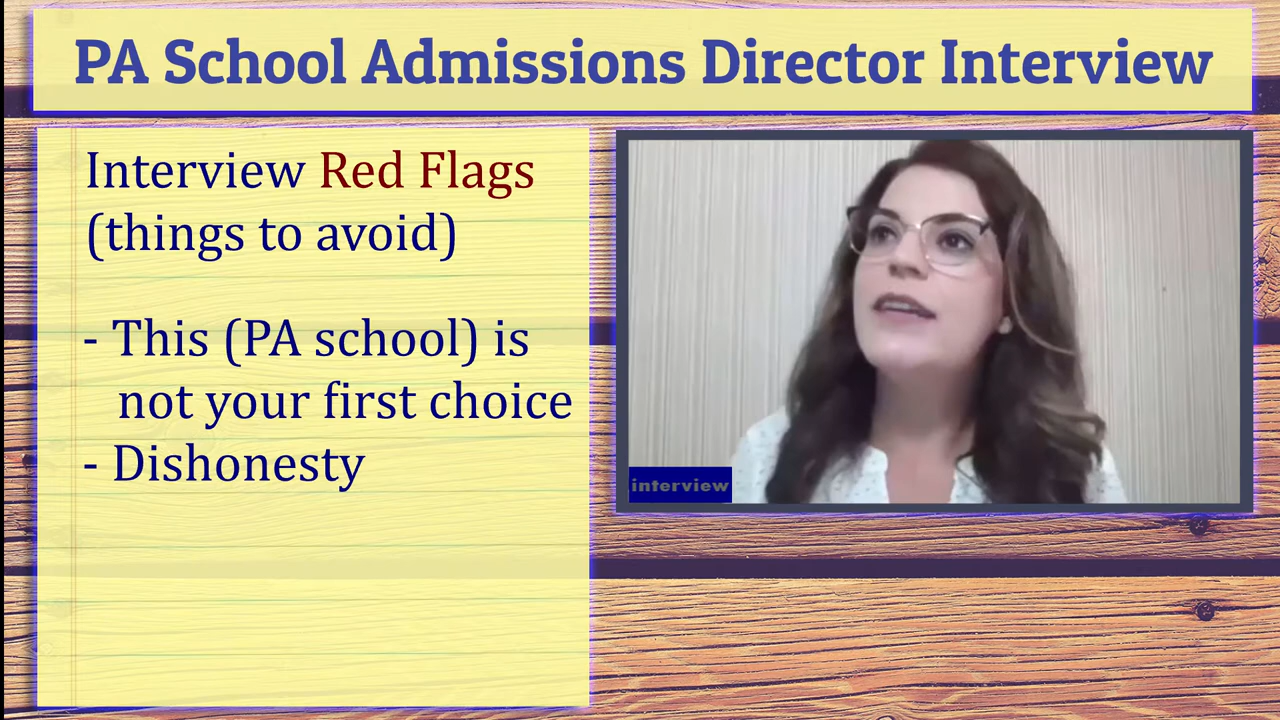 PA School Admissions Director Interview
Interview Red Flags
(things to avoid)
- This (PA school) is
not your first choice
- Dishonesty
interview